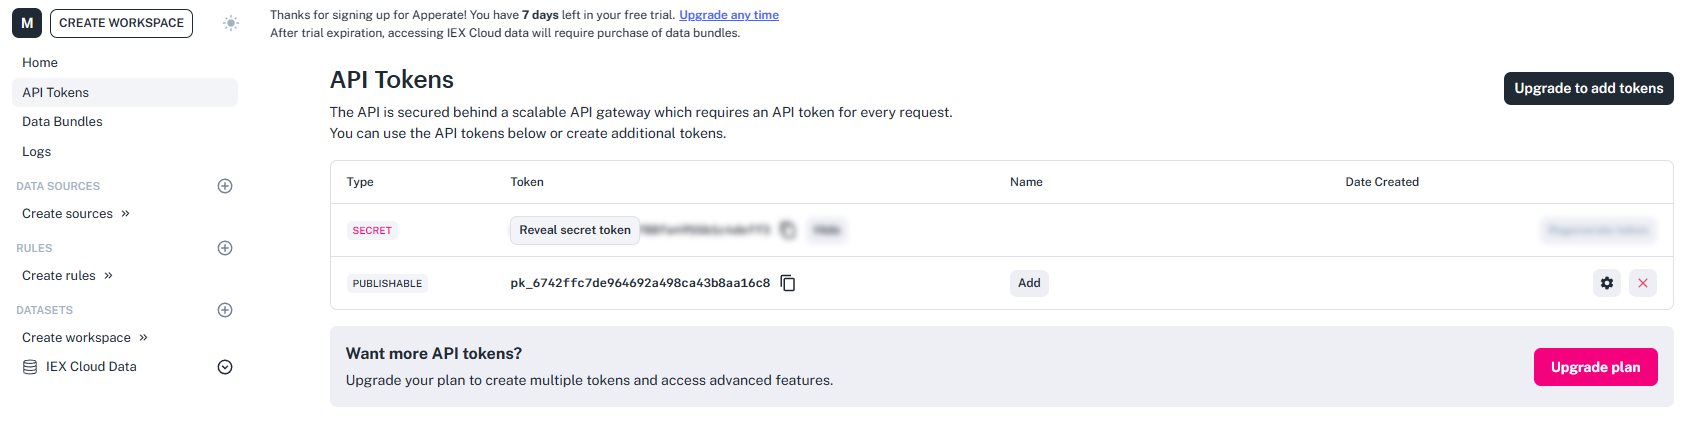 M CREATE WORKSPACE
Home
API Tokens
Data Bundles
Logs
DATA SOURCES
Create sources »
RULES
Create rules »
DATASETS
Create workspace »
IEX Cloud Data
Thanks for signing up for Apperate! You have 7 days left in your free trial. Upgrade any time
After trial expiration, accessing IEX Cloud data will require purchase of data bundles.
API Tokens
Upgrade to add tokens
The API is secured behind a scalable API gateway which requires an API token for every request.
You can use the API tokens below or create additional tokens.
Type Token Name Date Created
SECRET Reveal secret token Hide
PUBLISHABLE pk_6742ffc7de964692a498ca43b8aa16c8 Add
Want more API tokens?
Upgrade your plan to create multiple tokens and access advanced features.
Upgrade plan